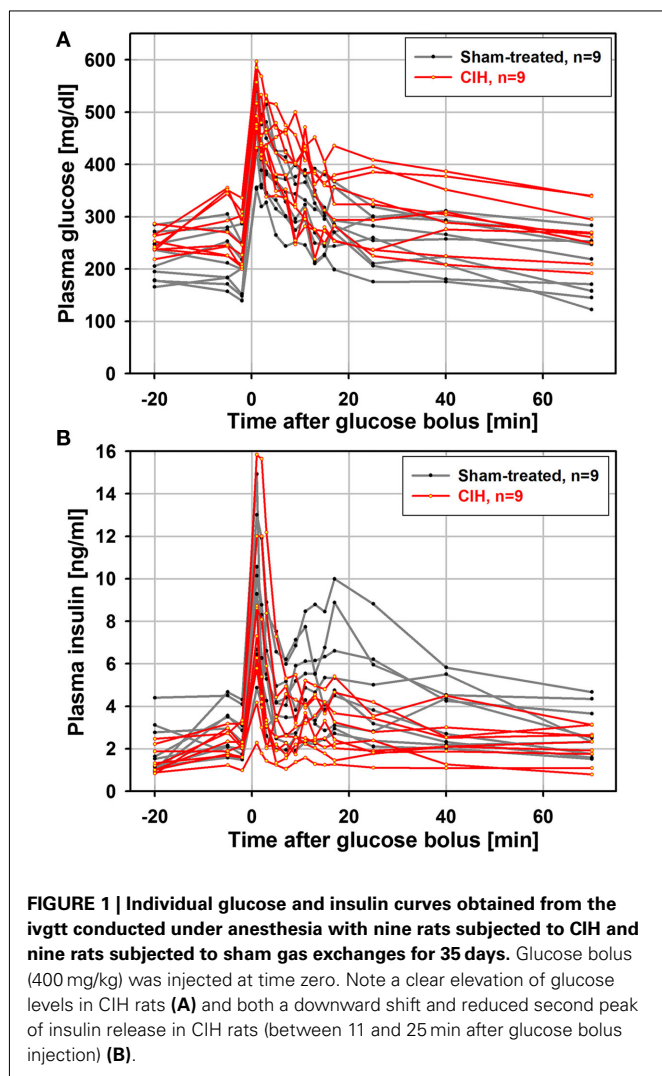 A
600
500
400
300
200
100
0
Plasma glucose [mg/dl]
Sham-treated, n=9
CIH, n=9
-20 0 20 40 60
Time after glucose bolus [min]
B
16
14
12
10
8
6
4
2
0
Plasma insulin [ng/ml]
Sham-treated, n=9
CIH, n=9
-20 0 20 40 60
Time after glucose bolus [min]
FIGURE 1 | Individual glucose and insulin curves obtained from the
ivgtt conducted under anesthesia with nine rats subjected to CIH and
nine rats subjected to sham gas exchanges for 35 days. Glucose bolus
(400 mg/kg) was injected at time zero. Note a clear elevation of glucose
levels in CIH rats (A) and both a downward shift and reduced second peak
of insulin release in CIH rats (between 11 and 25 min after glucose bolus
injection) (B).